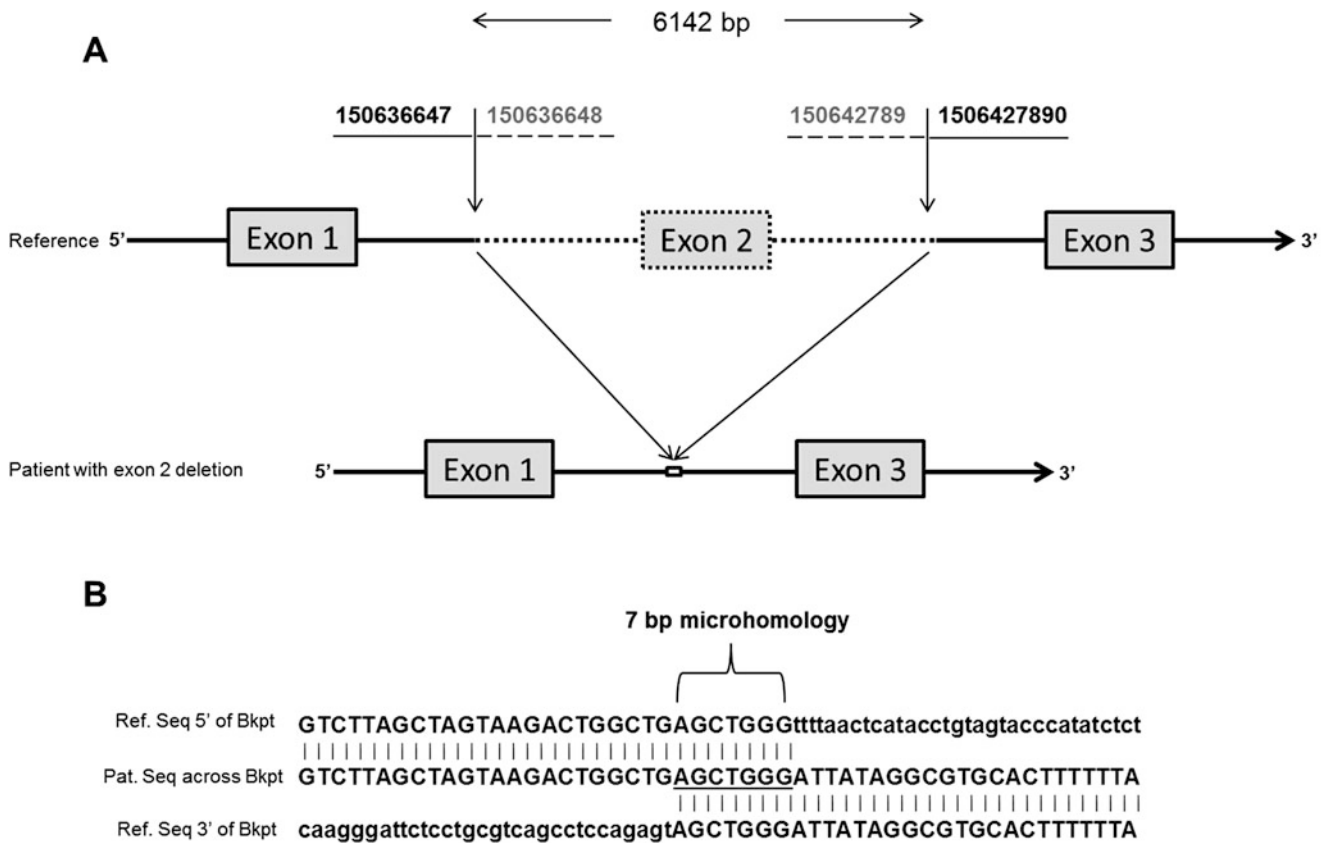 6142 bp
A
150636647 150636648 150642789 1506427890
Reference 5’ Exon 1 Exon 2 Exon 3 3’
Patient with exon 2 deletion 5’ Exon 1 Exon 3 3’
B
7 bp microhomology
Ref. Seq 5’ of Bkpt GTCTTAGCTAGTAAGACTGGCTGAGCTGGGttttaactcatacctgtagtacccatatctct
Pat. Seq across Bkpt GTCTTAGCTAGTAAGACTGGCTGAGCTGGGATTATAGGCGTGCACTTTTTTA
Ref. Seq 3’ of Bkpt caagggattctcctgcgtcagcctccagagtAGCTGGGATTATAGGCGTGCACTTTTTTA